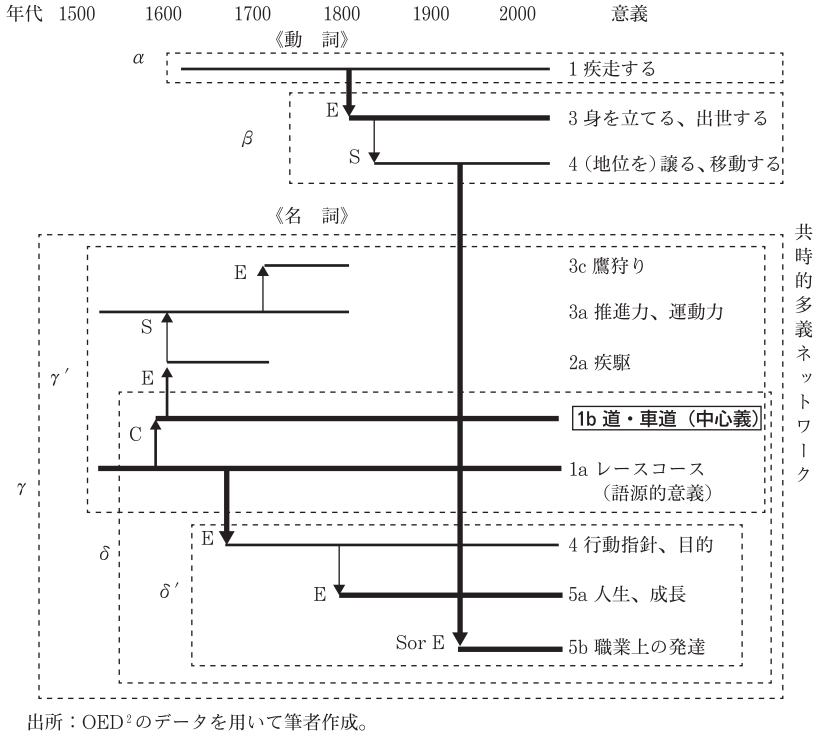 年代 1500 1600 1700 1800 1900 2000 意義
《動 詞》
α
1 疾走する
E
3 身を立てる、出世する
β
S
4（地位を）譲る、移動する
《名 詞》
共時的多義ネットワーク
E
3c 鷹狩り
3a 推進力、運動力
S
2a 疾駆
γ′
E
1b 道・車道（中心義）
C
1a レースコース
（語源的意義）
γ
E
4 行動指針、目的
δ
δ′
E
5a 人生、成長
Sor E
5b 職業上の発達
出所：OED²のデータを用いて筆者作成。